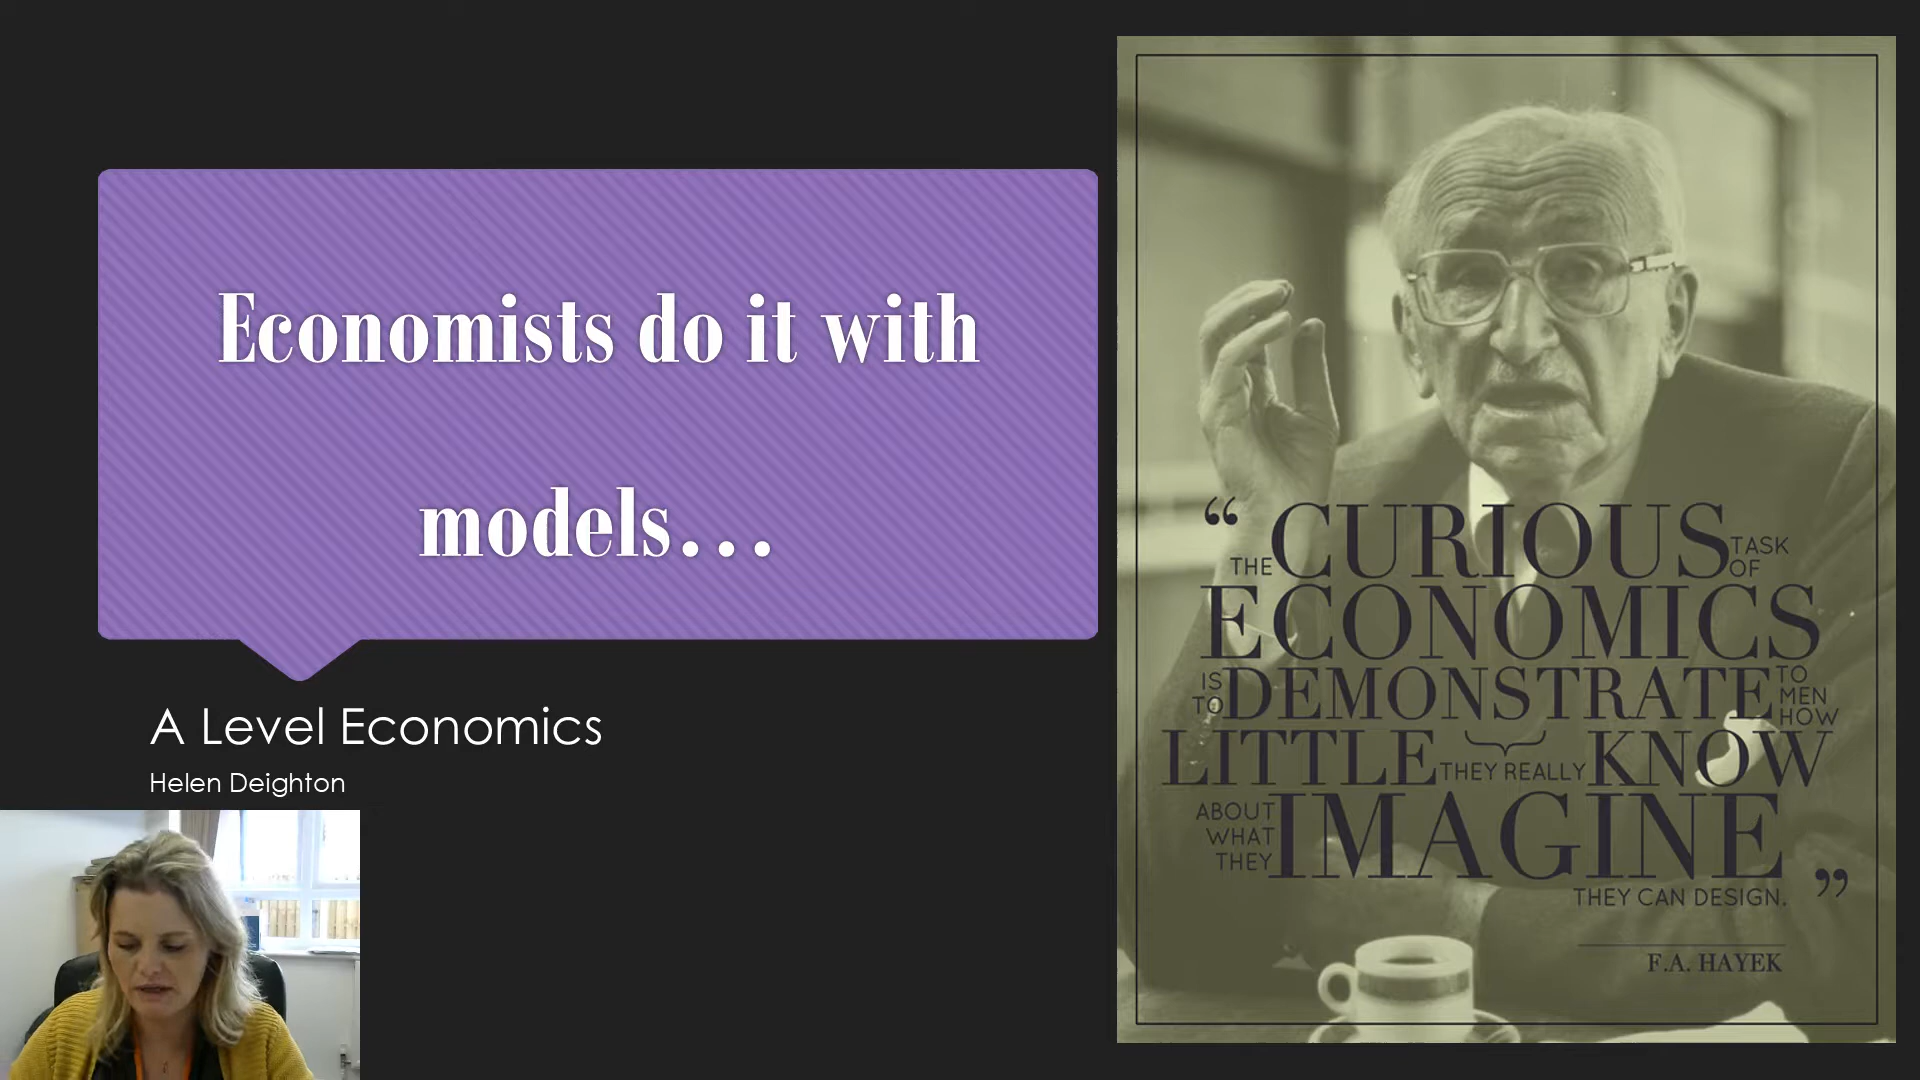 Economists do it with
models...
A Level Economics
Helen Deighton
“ THE CURIOUS TASK OF
ECONOMICS
IS TO DEMONSTRATE TO MEN HOW
LITTLE THEY REALLY KNOW
ABOUT WHAT THEY IMAGINE
THEY CAN DESIGN. ”
F.A. HAYEK